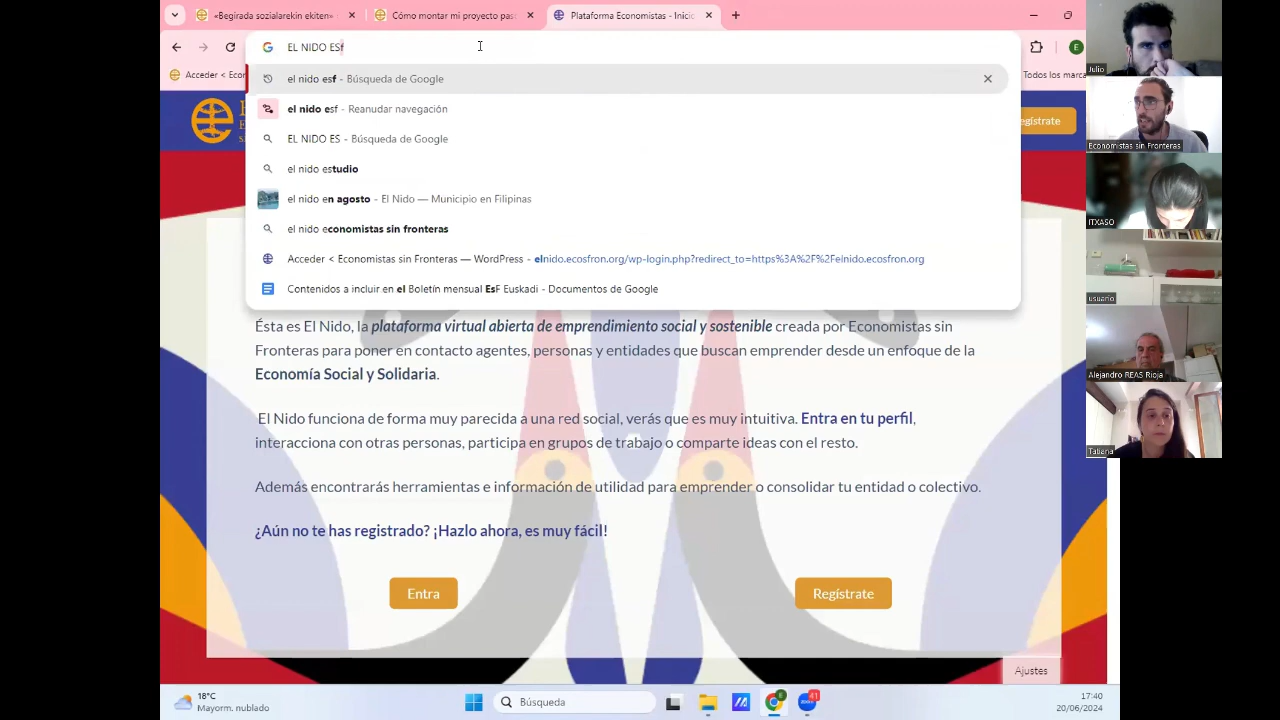 «Begirada sozialarekin ekiten»
Cómo montar mi proyecto pas
Plataforma Economistas - Inicio
EL NIDO ESf
Acceder < Econ
el nido esf - Búsqueda de Google
Todos los marca
el nido esf - Reanudar navegación
EL NIDO ES - Búsqueda de Google
el nido estudio
el nido en agosto - El Nido — Municipio en Filipinas
el nido economistas sin fronteras
Acceder < Economistas sin Fronteras — WordPress - elnido.ecosfron.org/wp-login.php?redirect_to=https%3A%2F%2Felnido.ecosfron.org
Contenidos a incluir en el Boletín mensual EsF Euskadi - Documentos de Google
egístrate
Ésta es El Nido, la plataforma virtual abierta de emprendimiento social y sostenible creada por Economistas sin
Fronteras para poner en contacto agentes, personas y entidades que buscan emprender desde un enfoque de la
Economía Social y Solidaria.
El Nido funciona de forma muy parecida a una red social, verás que es muy intuitiva. Entra en tu perfil,
interacciona con otras personas, participa en grupos de trabajo o comparte ideas con el resto.
Además encontrarás herramientas e información de utilidad para emprender o consolidar tu entidad o colectivo.
¿Aún no te has registrado? ¡Hazlo ahora, es muy fácil!
Entra
Regístrate
Ajustes
18°C
Mayorm. nublado
Búsqueda
41
17:40
20/06/2024
Julio
Economistas sin Fronteras
ITXASO
usuario
Alejandro REAS Rioja
Tatiana